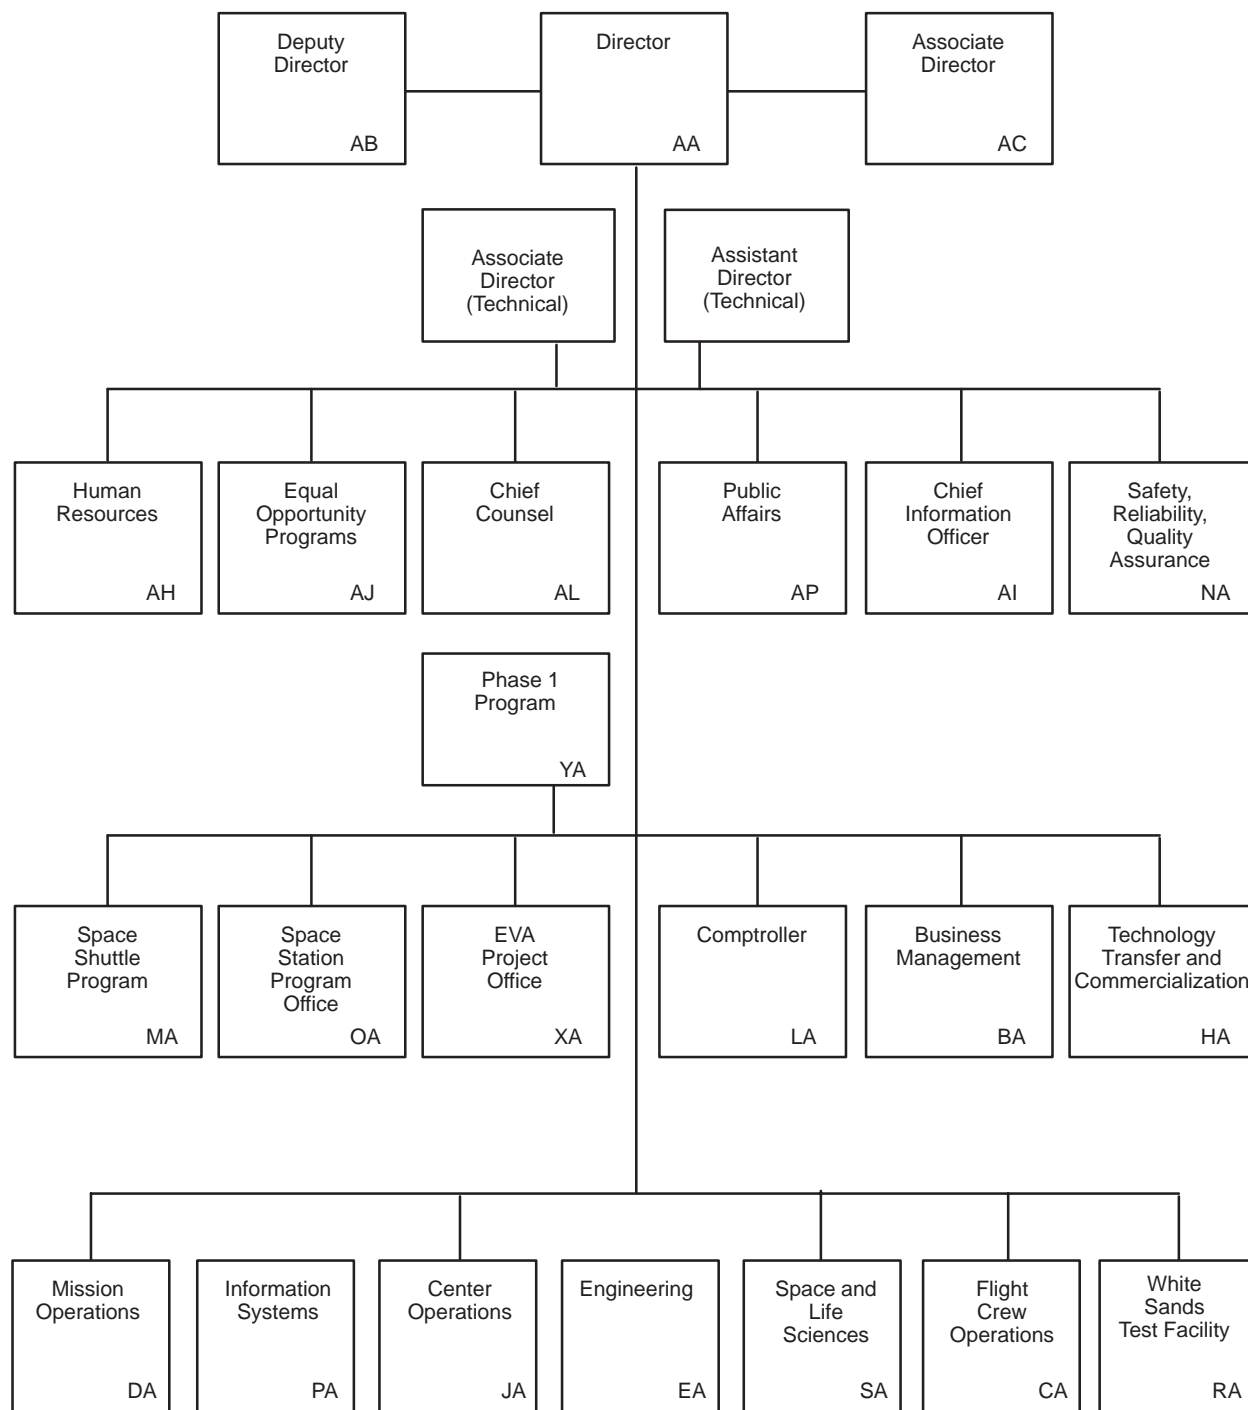 Deputy
Director
AB
Director
AA
Associate
Director
AC
Associate
Director
(Technical)
Assistant
Director
(Technical)
Human
Resources
AH
Equal
Opportunity
Programs
AJ
Chief
Counsel
AL
Public
Affairs
AP
Chief
Information
Officer
AI
Safety,
Reliability,
Quality
Assurance
NA
Phase 1
Program
YA
Space
Shuttle
Program
MA
Space
Station
Program
Office
OA
EVA
Project
Office
XA
Comptroller
LA
Business
Management
BA
Technology
Transfer and
Commercialization
HA
Mission
Operations
DA
Information
Systems
PA
Center
Operations
JA
Engineering
EA
Space and
Life
Sciences
SA
Flight
Crew
Operations
CA
White
Sands
Test Facility
RA